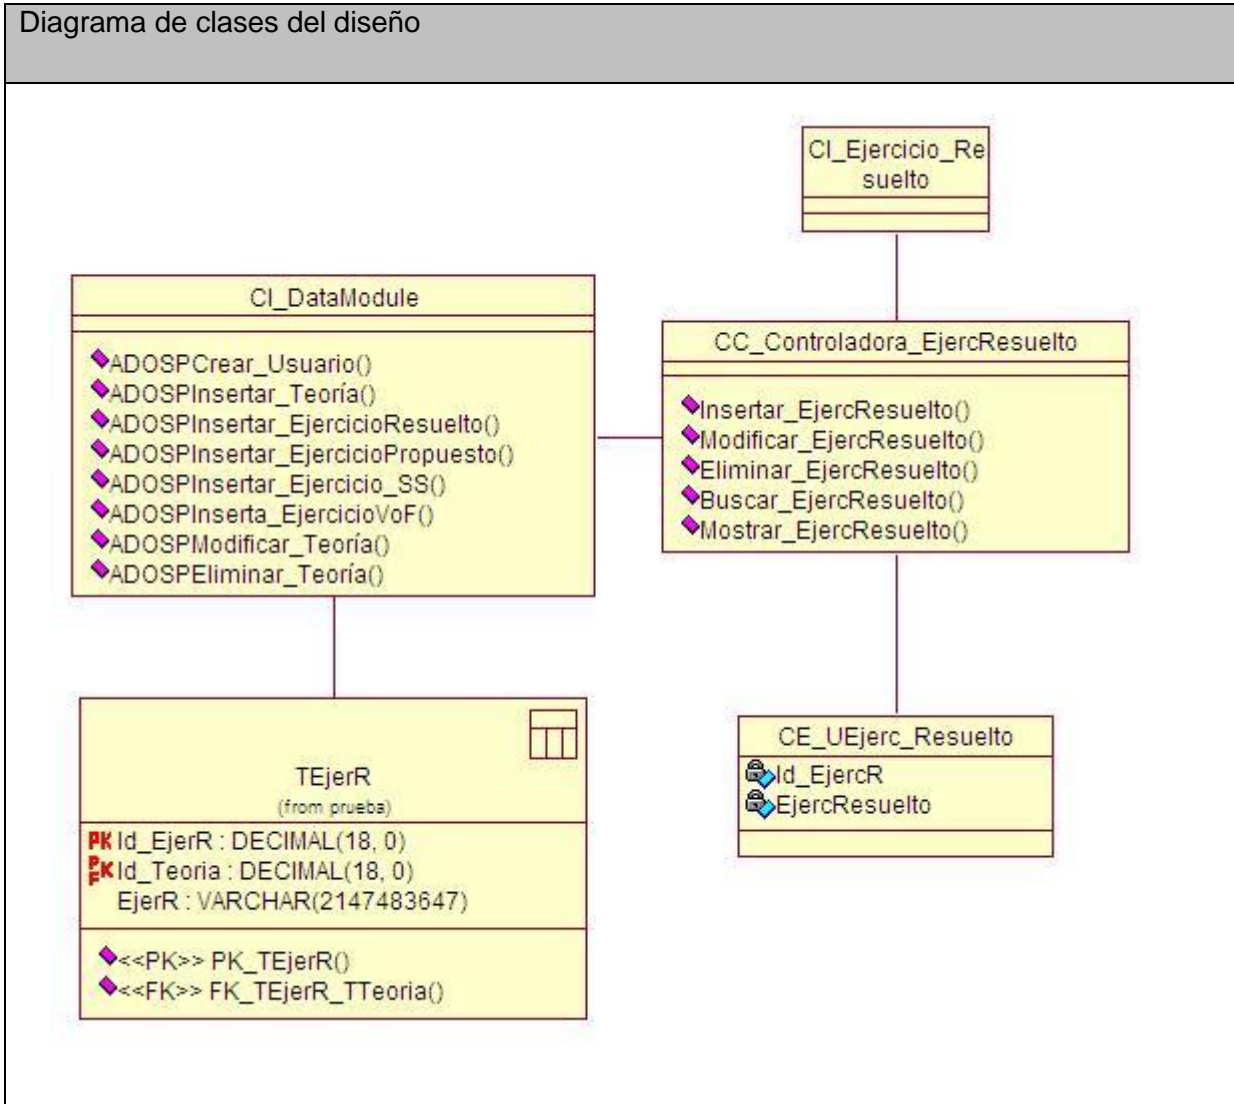 Diagrama de clases del diseño
CI_Ejercicio_Re
suelto
CI_DataModule
ADOSPCrear_Usuario()
ADOSPInsertar_Teoría()
ADOSPInsertar_EjercicioResuelto()
ADOSPInsertar_EjercicioPropuesto()
ADOSPInsertar_Ejercicio_SS()
ADOSPInserta_EjercicioVoF()
ADOSPModificar_Teoría()
ADOSPEliminar_Teoría()
CC_Controladora_EjercResuelto
Insertar_EjercResuelto()
Modificar_EjercResuelto()
Eliminar_EjercResuelto()
Buscar_EjercResuelto()
Mostrar_EjercResuelto()
TEjerR
(from prueba)
PK Id_EjerR : DECIMAL(18, 0)
PFK Id_Teoria : DECIMAL(18, 0)
EjerR : VARCHAR(2147483647)
<<PK>> PK_TEjerR()
<<FK>> FK_TEjerR_TTeoria()
CE_UEjerc_Resuelto
Id_EjercR
EjercResuelto